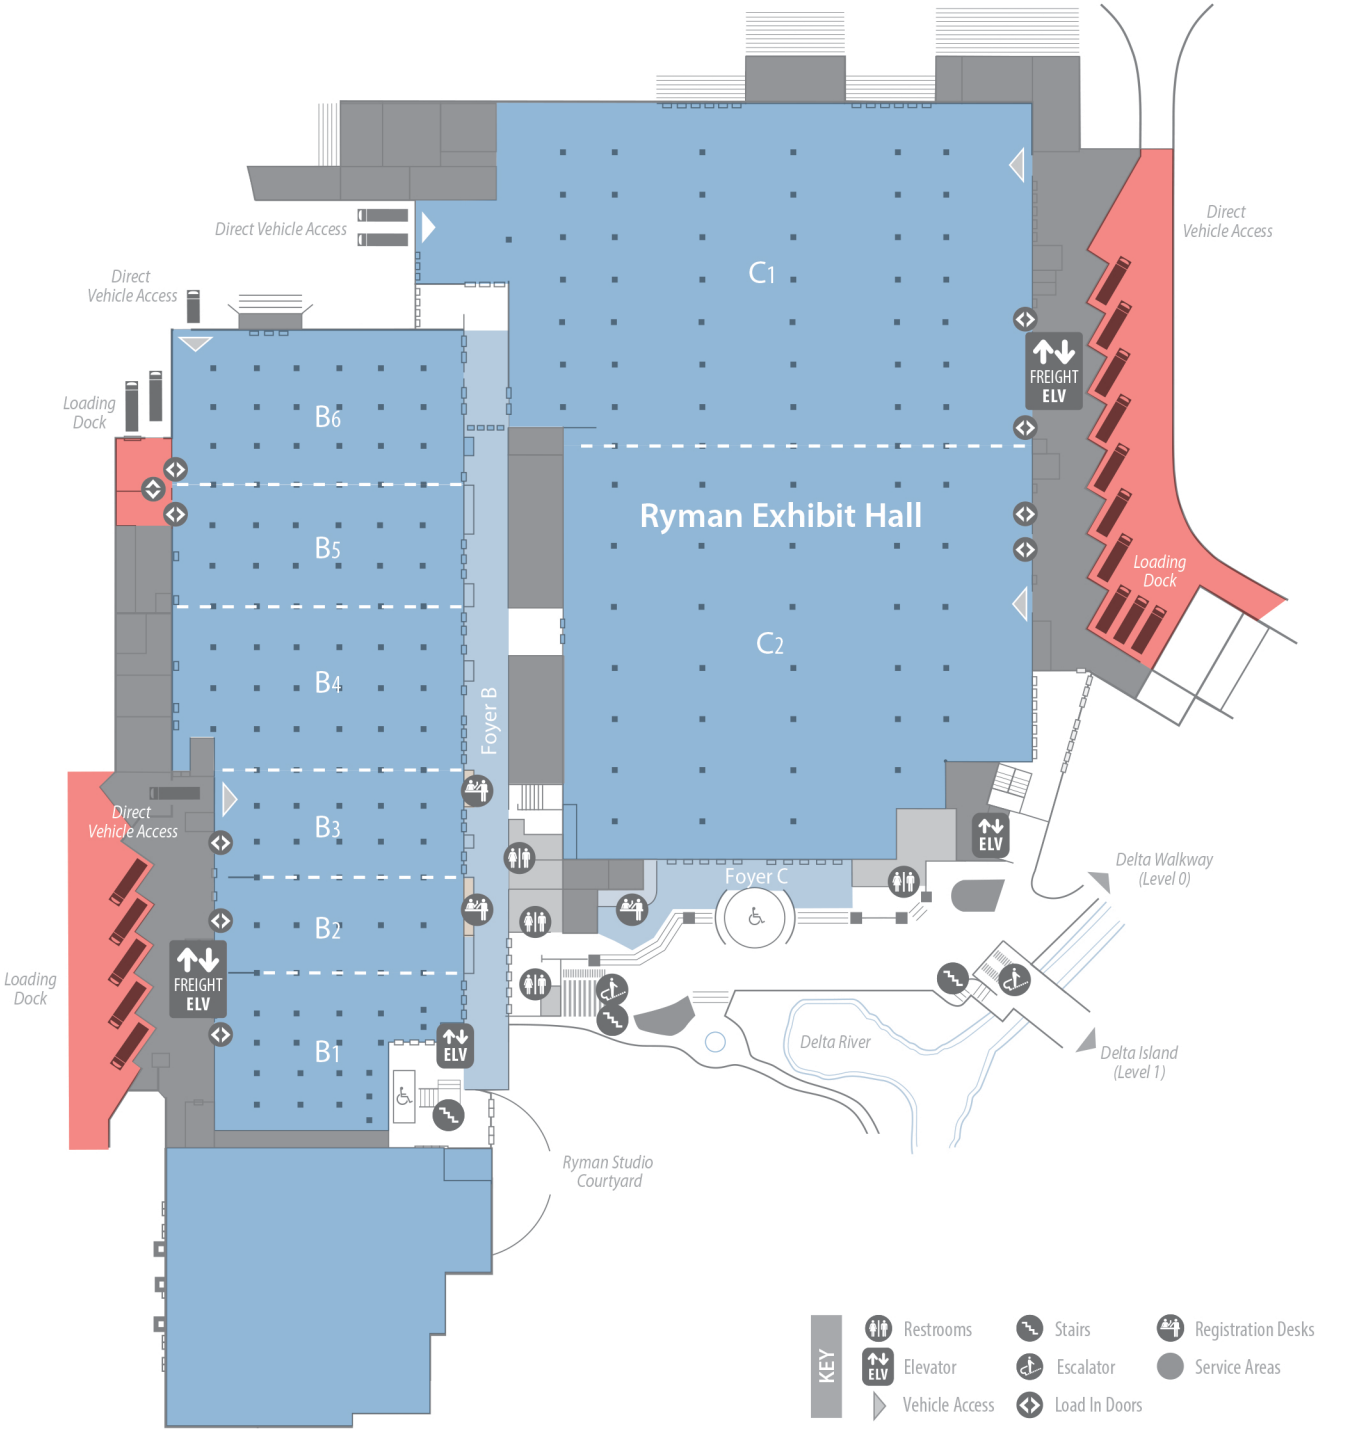 Direct Vehicle Access
Direct
Vehicle Access
Direct
Vehicle Access
C1
FREIGHT
ELV
Loading
Dock
B6
Ryman Exhibit Hall
B5
Loading
Dock
C2
B4
Foyer B
Direct
Vehicle Access
B3
ELV
Delta Walkway
(Level 0)
Foyer C
B2
FREIGHT
ELV
Loading
Dock
B1
ELV
Delta River
Delta Island
(Level 1)
Ryman Studio
Courtyard
KEY
Restrooms
Stairs
Registration Desks
ELV
Elevator
Escalator
Service Areas
Vehicle Access
Load In Doors